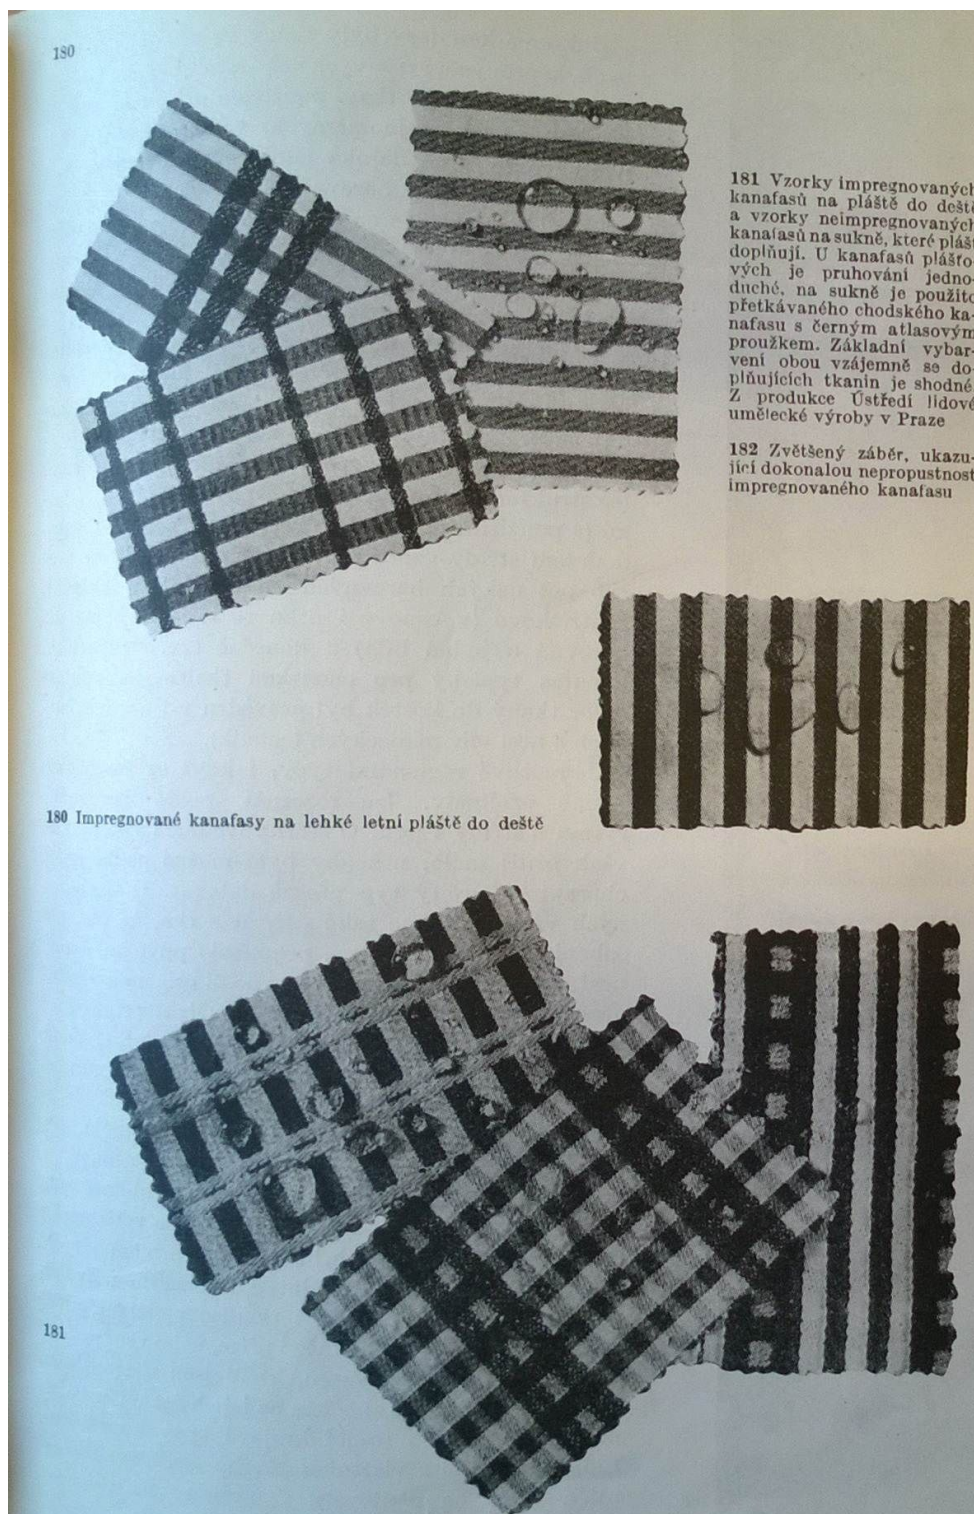 180
181 Vzorky impregnovaných
kanafasů na pláště do deště
a vzorky neimpregnovaných
kanafasů na sukně, které pláš
doplňují. U kanafasů plášťo-
vých je pruhování jedno-
duché, na sukně je použito
přetkávaného chodského ka-
nafasu s černým atlasovým
proužkem. Základní vybar-
vení obou vzájemně se do-
plňujících tkanin je shodné.
Z produkce Ústředí lidové
umělecké výroby v Praze
182 Zvětšený záběr, ukazu-
jící dokonalou nepropustnost
impregnovaného kanafasu
180 Impregnované kanafasy na lehké letní pláště do deště
181